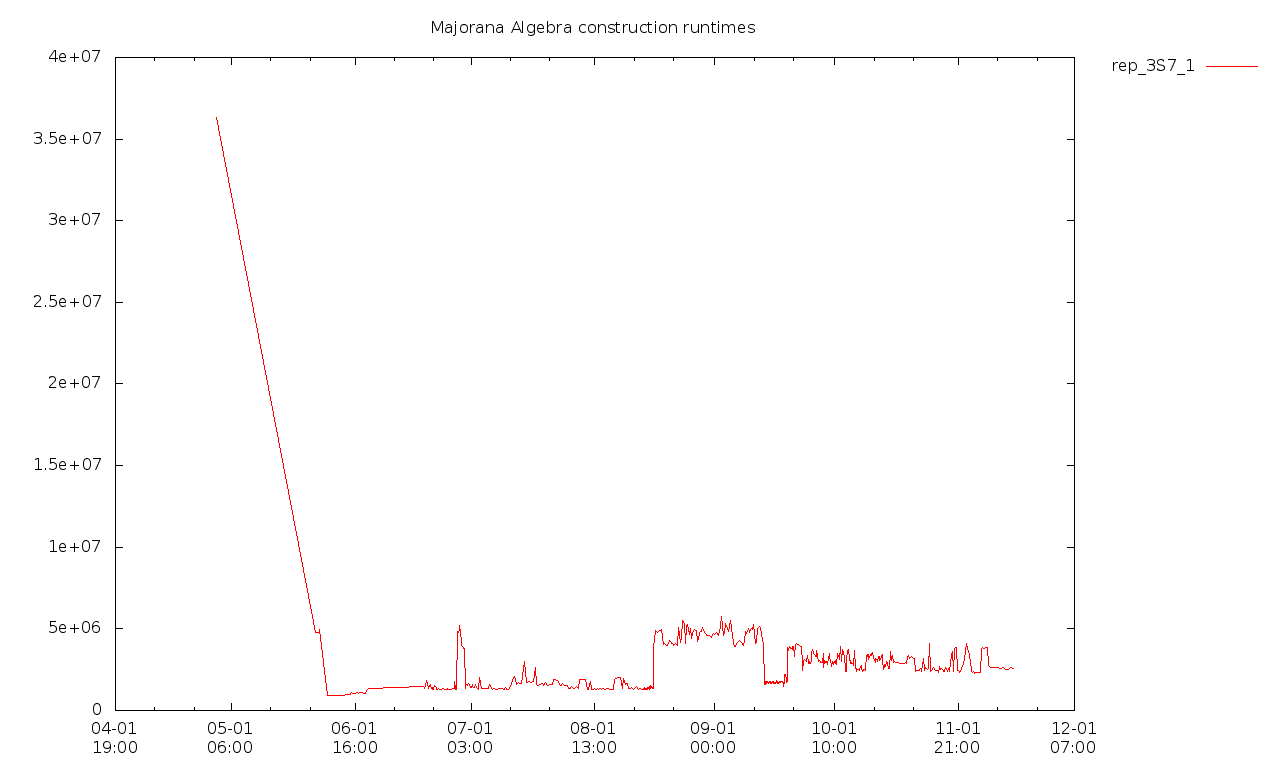 Majorana Algebra construction runtimes
rep_3S7_1
4e+07
3.5e+07
3e+07
2.5e+07
2e+07
1.5e+07
1e+07
5e+06
0
04-01 05-01 06-01 07-01 08-01 09-01 10-01 11-01 12-01
19:00 06:00 16:00 03:00 13:00 00:00 10:00 21:00 07:00